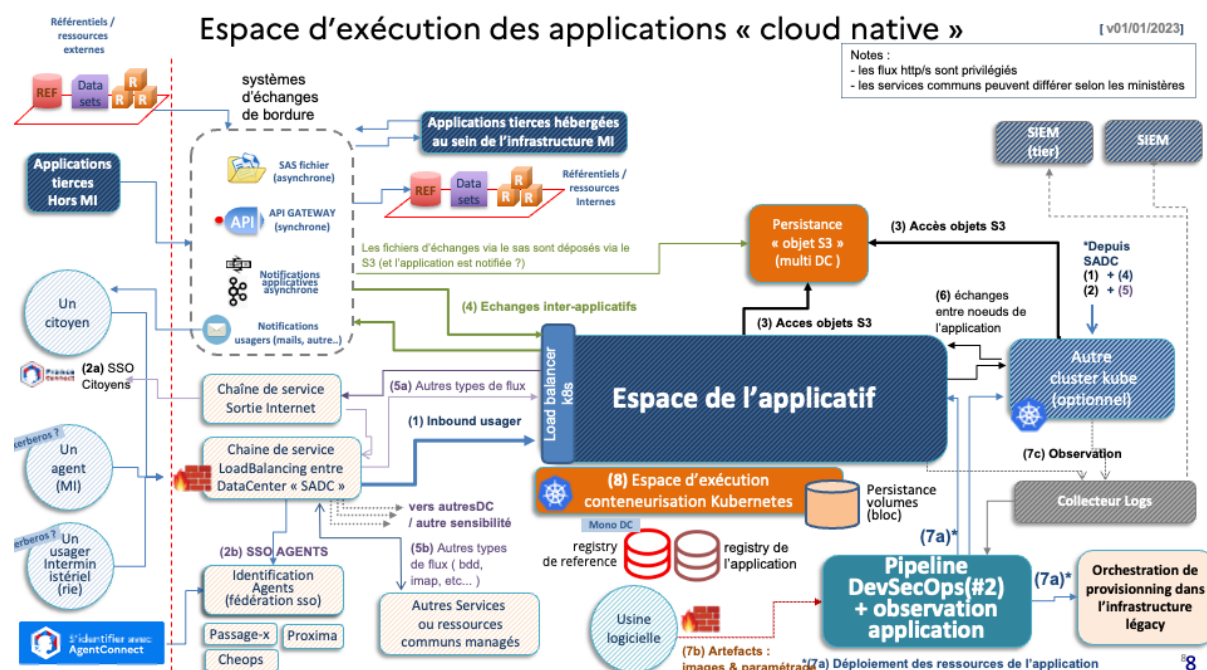 Espace d'exécution des applications « cloud native »
[ v01/01/2023]
Notes :
- les flux http/s sont privilégiés
- les services communs peuvent différer selon les ministères
Référentiels /
ressources
externes
REF
Data
sets
R
R
R
systèmes
d'échanges
de bordure
Applications
tierces
Hors MI
SAS fichier
(asynchrone)
API
API GATEWAY
(synchrone)
Notifications
applicatives
asynchrone
Notifications
usagers (mails, autre..)
Applications tierces hébergées
au sein de l'infrastructure MI
REF
Data
sets
R
R
R
Référentiels /
ressources
Internes
Les fichiers d'échanges via le sas sont déposés via le
S3 (et l'application est notifiée ?)
Persistance
« objet S3 »
(multi DC )
(3) Accès objets S3
SIEM
(tier)
SIEM
*Depuis
SADC
(1) + (4)
(2) + (5)
Un
citoyen
(4) Echanges inter-applicatifs
(3) Acces objets S3
(6) échanges
entre noeuds de
l'application
France
Connect
(2a) SSO
Citoyens
Chaîne de service
Sortie Internet
(5a) Autres types de flux
(1) Inbound usager
Load balancer
k8s
Espace de l'applicatif
Autre
cluster kube
(optionnel)
kerberos ?
Un
agent
(MI)
Chaine de service
LoadBalancing entre
DataCenter « SADC »
(8) Espace d'exécution
conteneurisation Kubernetes
Persistance
volumes
(bloc)
(7c) Observation
Collecteur Logs
vers autresDC
/ autre sensibilité
Mono DC
registry
de reference
registry de
l'application
kerberos ?
Un
usager
Intermin
istériel
(rie)
(2b) SSO AGENTS
(5b) Autres types
de flux ( bdd,
imap, etc... )
(7a)*
Identification
Agents
(fédération sso)
Autres Services
ou ressources
communs managés
Usine
logicielle
Pipeline
DevSecOps(#2)
+ observation
application
(7a)*
Orchestration de
provisionning dans
l'infrastructure
légacy
S'identifier avec
AgentConnect
Passage-x
Proxima
Cheops
(7b) Artefacts :
images & paramétrage
*(7a) Déploiement des ressources de l'application
8
8